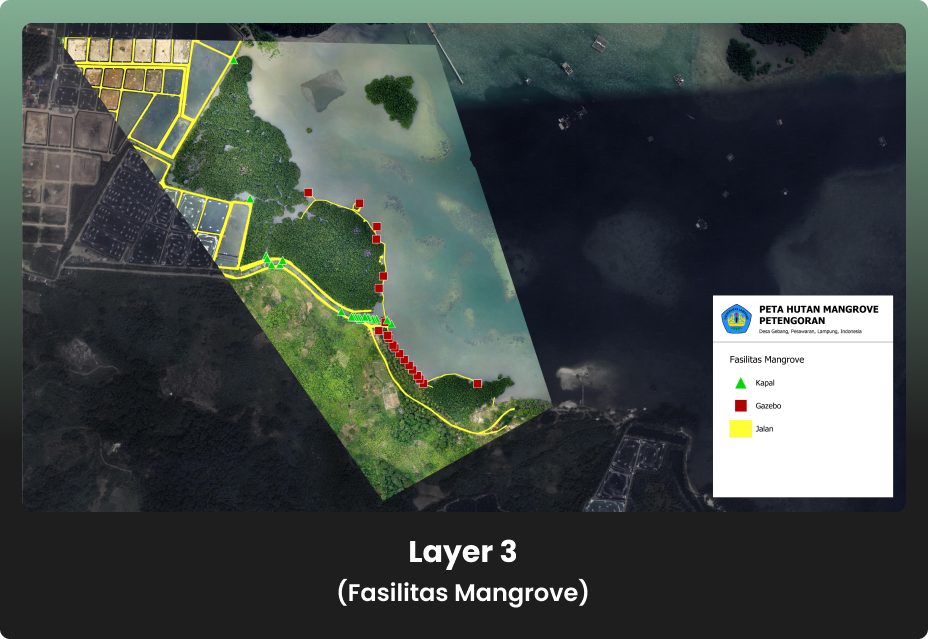 PETA HUTAN MANGROVE
PETENGORAN
Desa Gebang, Pesawaran, Lampung, Indonesia
Fasilitas Mangrove
Kapal
Gazebo
Jalan
Layer 3
(Fasilitas Mangrove)